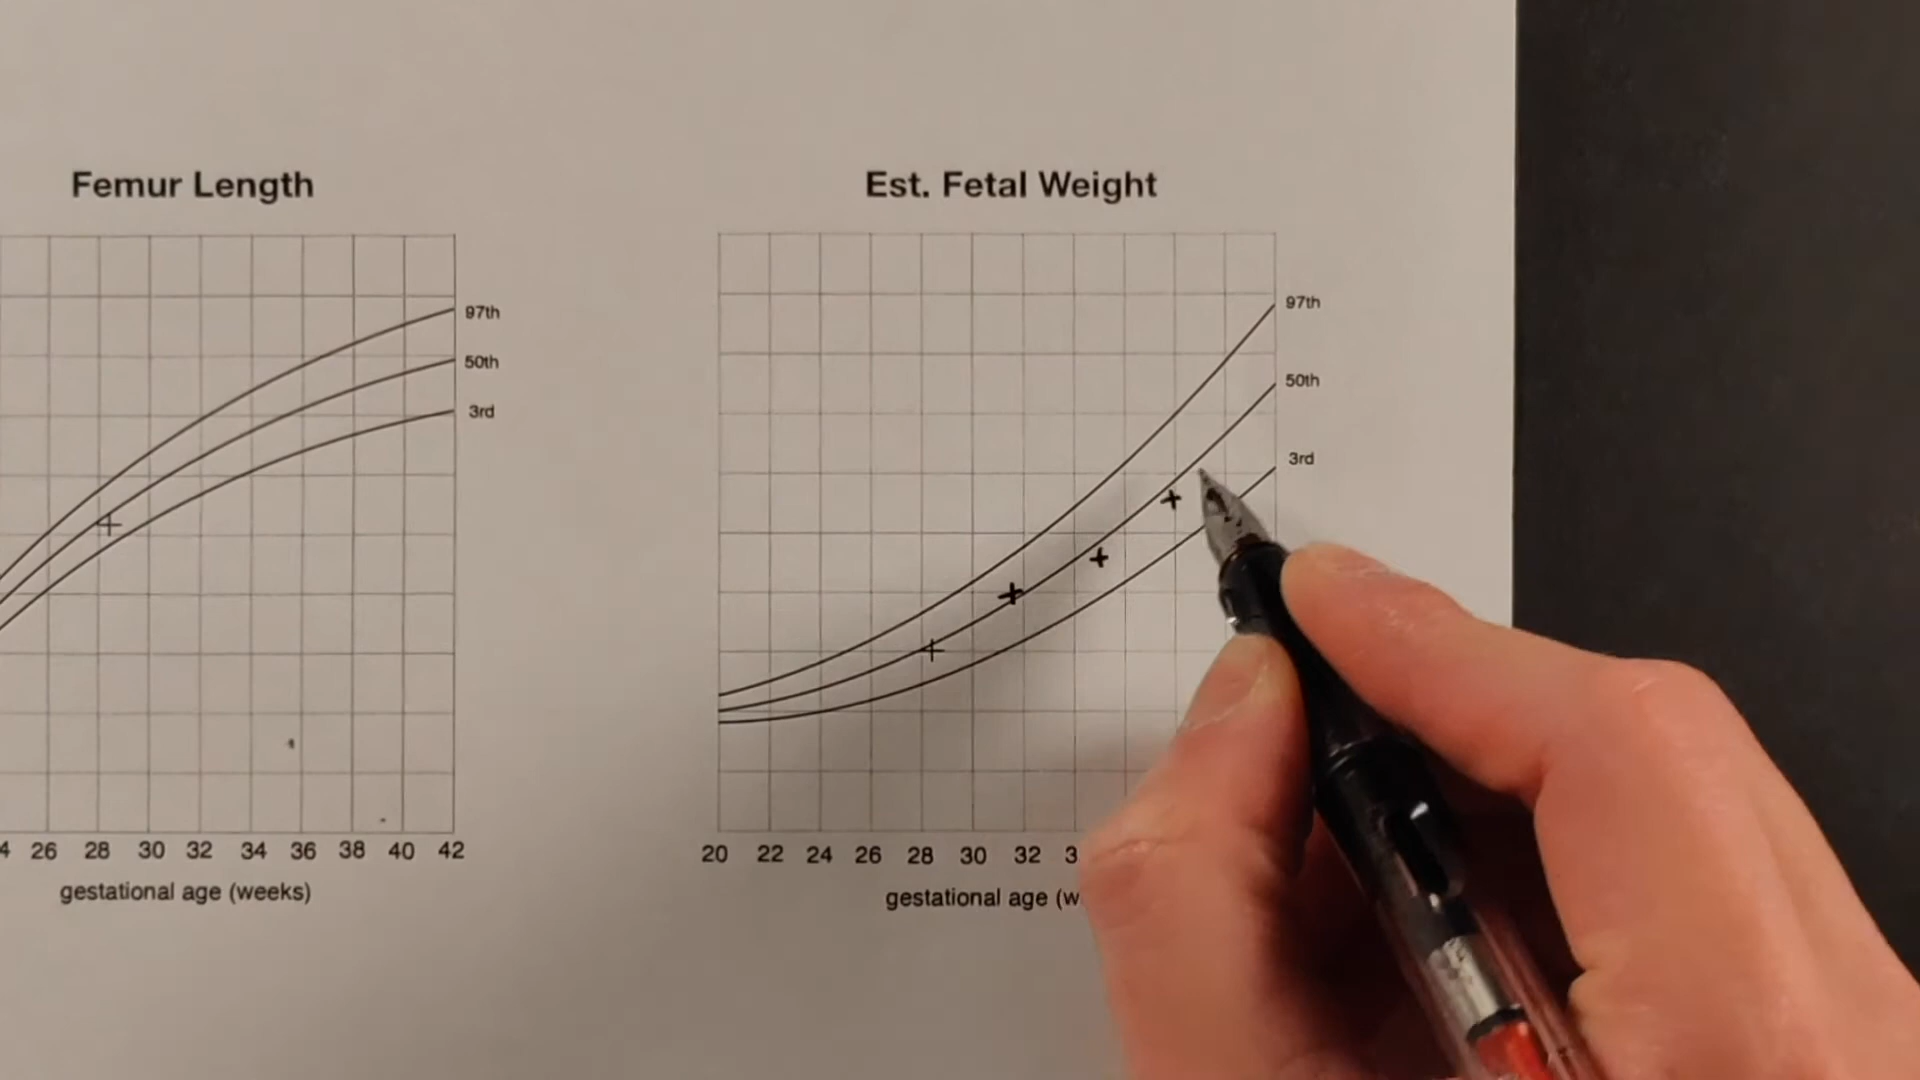 Femur Length
97th
50th
3rd
26 28 30 32 34 36 38 40 42
gestational age (weeks)
Est. Fetal Weight
97th
50th
3rd
20 22 24 26 28 30 32
gestational age